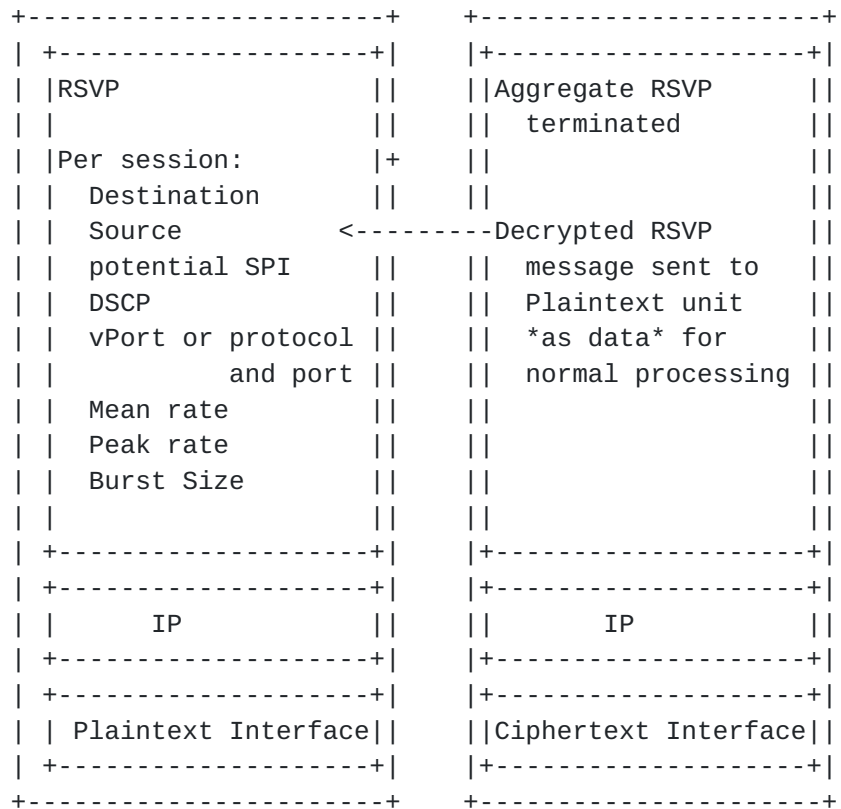 +-----------------------+    +----------------------+
| +--------------------+|    |+--------------------+|
| |RSVP                ||    ||Aggregate RSVP      ||
| |                    ||    ||  terminated        ||
| |Per session:        |+    ||                    ||
| |  Destination       ||    ||                    ||
| |  Source          <---------Decrypted RSVP      ||
| |  potential SPI     ||    ||  message sent to   ||
| |  DSCP              ||    ||  Plaintext unit    ||
| |  vPort or protocol ||    ||  *as data* for     ||
| |           and port ||    ||  normal processing ||
| |  Mean rate         ||    ||                    ||
| |  Peak rate         ||    ||                    ||
| |  Burst Size        ||    ||                    ||
| |                    ||    ||                    ||
| +--------------------+|    |+--------------------+|
| +--------------------+|    |+--------------------+|
| |      IP            ||    ||       IP           ||
| +--------------------+|    |+--------------------+|
| +--------------------+|    |+--------------------+|
| | Plaintext Interface||    ||Ciphertext Interface||
| +--------------------+|    |+--------------------+|
+-----------------------+    +----------------------+